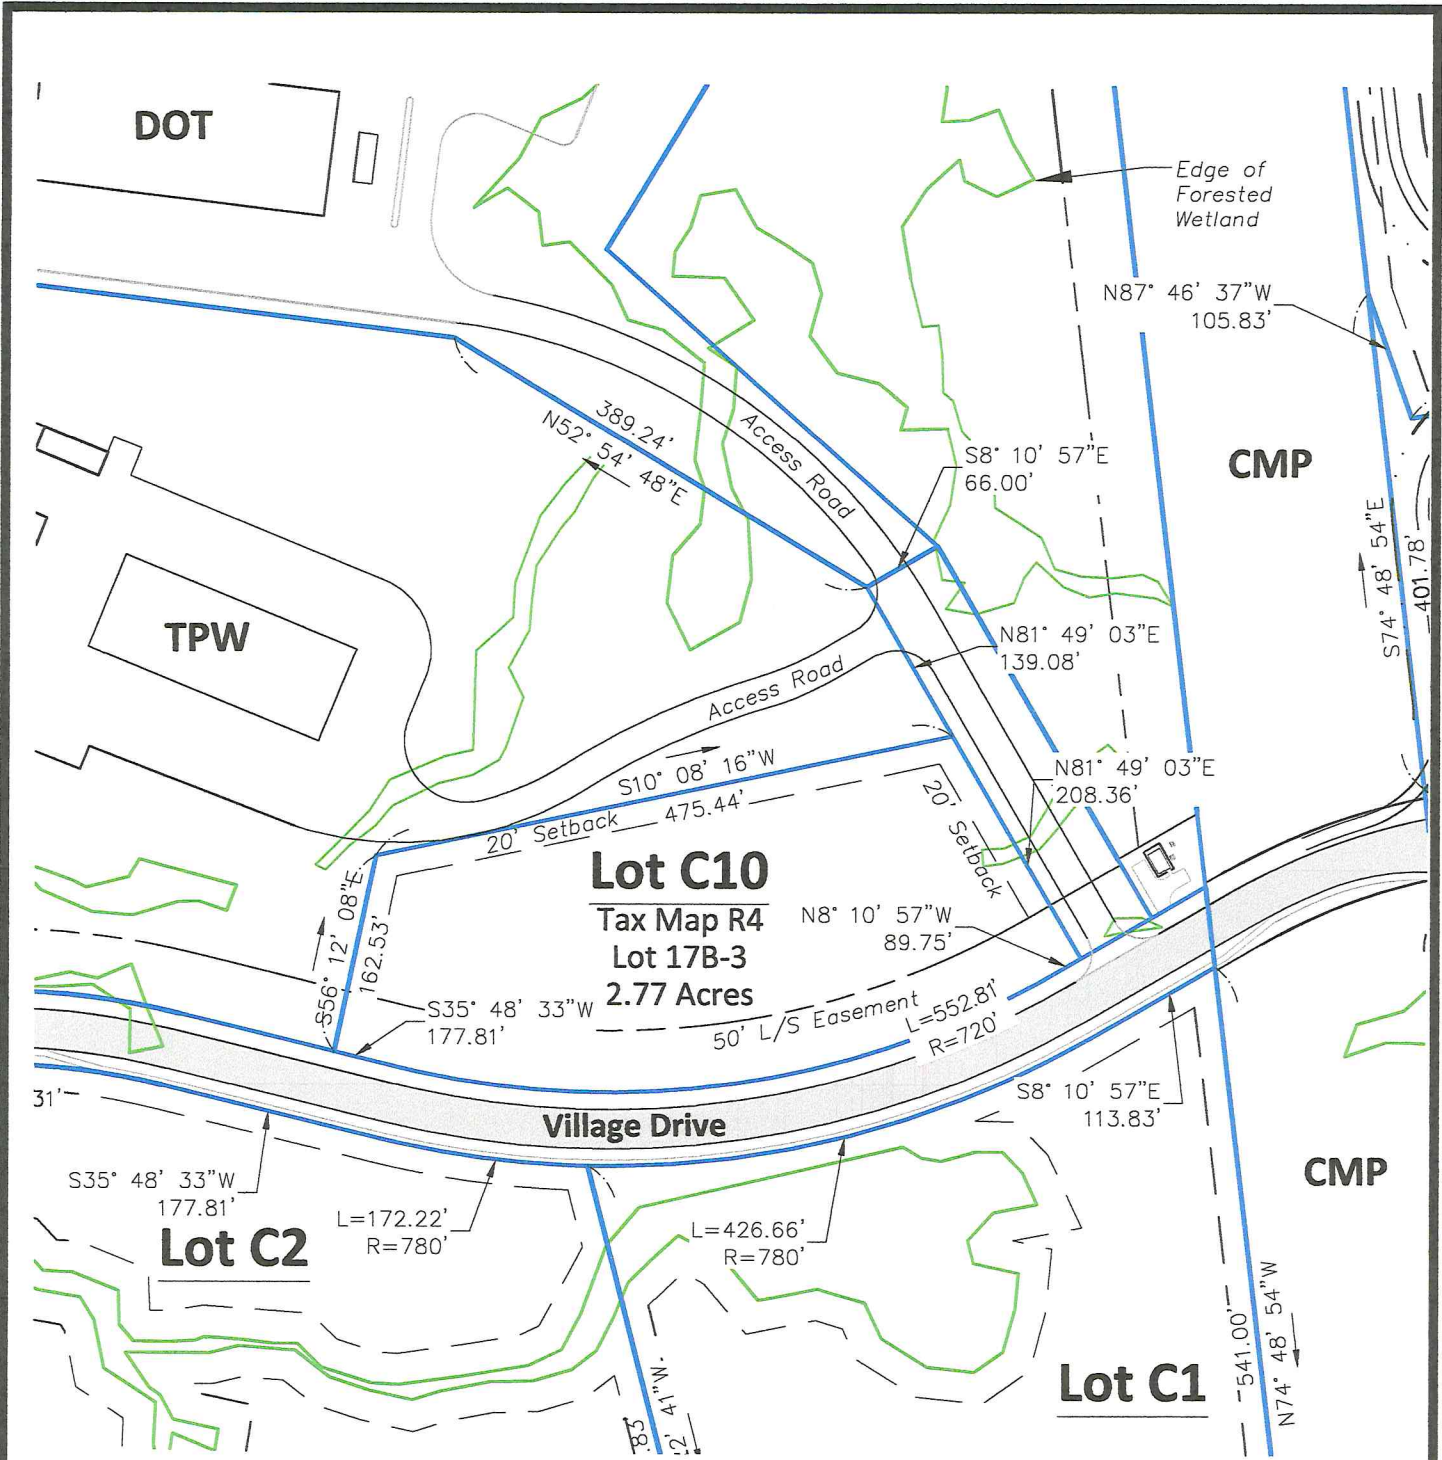 DOT
Edge of
Forested
Wetland
N87° 46' 37"W
105.83'
389.24'
N52° 54' 48"E
Access Road
S8° 10' 57"E
66.00'
CMP
S74° 48' 54"E
401.78'
TPW
N81° 49' 03"E
139.08'
Access Road
S10° 08' 16"W
475.44'
20' Setback
20' Setback
N81° 49' 03"E
208.36'
Lot C10
Tax Map R4
Lot 17B-3
2.77 Acres
S56° 12' 08"E
162.53'
N8° 10' 57"W
89.75'
S35° 48' 33"W
177.81'
50' L/S Easement
L=552.81'
R=720'
31'
Village Drive
S8° 10' 57"E
113.83'
S35° 48' 33"W
177.81'
L=172.22'
R=780'
L=426.66'
R=780'
CMP
Lot C2
Lot C1
541.00'
N74° 48' 54"W
.83
2' 41"W